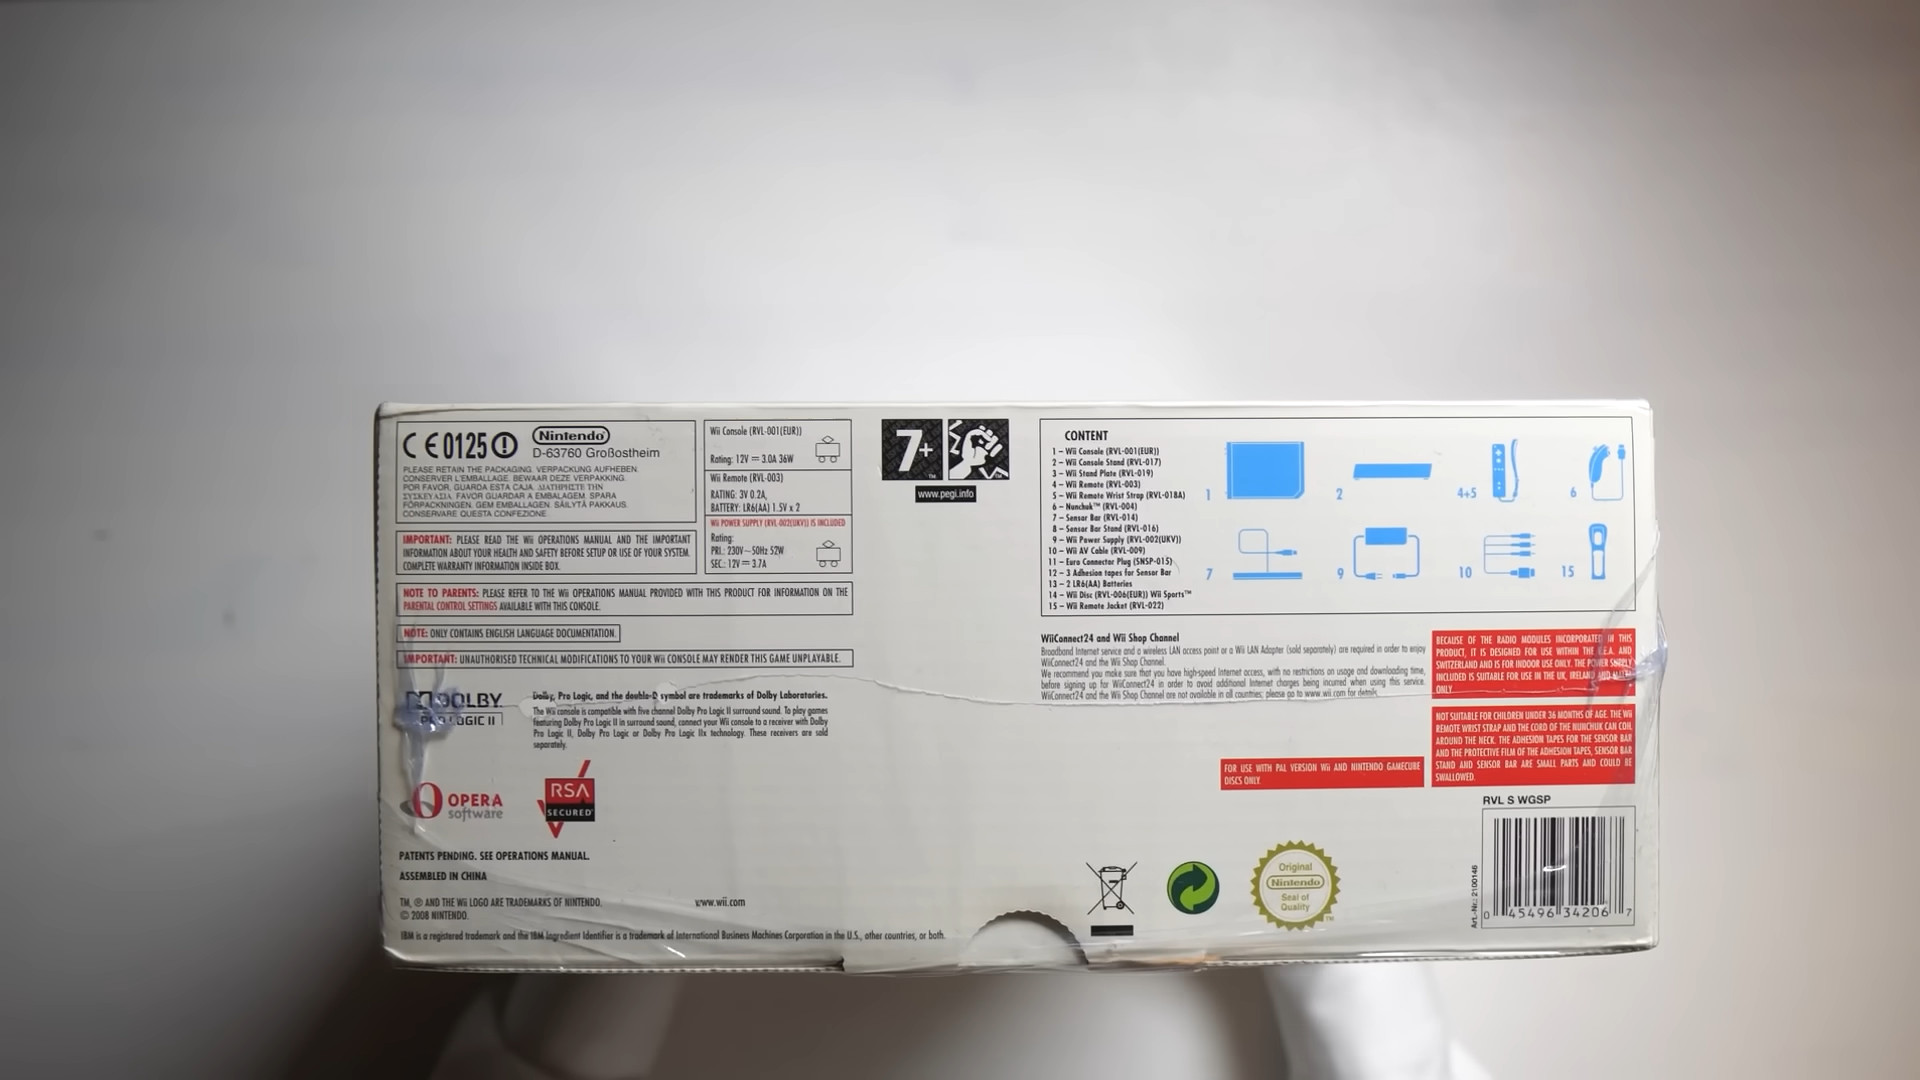 CE0125
Nintendo
D-63760 Großostheim
PLEASE RETAIN THE PACKAGING. VERPACKUNG AUFHEBEN.
CONSERVER L'EMBALLAGE. BEWAAR DEZE VERPAKKING.
POR FAVOR, GUARDA ESTA CAJA. ΔΙΑΤΗΡΗΣΤΕ ΤΗΝ
ΣΥΣΚΕΥΑΣΙΑ. FAVOR GUARDAR A EMBALAGEM. SPARA
FÖRPACKNINGEN. GEM EMBALLAGEN. SÄILYTÄ PAKKAUS.
CONSERVARE QUESTA CONFEZIONE.
IMPORTANT: PLEASE READ THE Wii OPERATIONS MANUAL AND THE IMPORTANT
INFORMATION ABOUT YOUR HEALTH AND SAFETY BEFORE SETUP OR USE OF YOUR SYSTEM.
COMPLETE WARRANTY INFORMATION INSIDE BOX.
Wii Console (RVL-001(EUR))
Rating: 12V ⎓ 3.0A 36W
Wii Remote (RVL-003)
RATING: 3V 0.2A,
BATTERY: LR6(AA) 1.5V x 2
Wii POWER SUPPLY (RVL-002(UKV)) IS INCLUDED
Rating:
PRI.: 230V~50Hz 52W
SEC.: 12V ⎓ 3.7A
NOTE TO PARENTS: PLEASE REFER TO THE Wii OPERATIONS MANUAL PROVIDED WITH THIS PRODUCT FOR INFORMATION ON THE
PARENTAL CONTROL SETTINGS AVAILABLE WITH THIS CONSOLE.
NOTE: ONLY CONTAINS ENGLISH LANGUAGE DOCUMENTATION.
IMPORTANT: UNAUTHORISED TECHNICAL MODIFICATIONS TO YOUR Wii CONSOLE MAY RENDER THIS GAME UNPLAYABLE.
DOLBY
PRO LOGIC II
Dolby, Pro Logic, and the double-D symbol are trademarks of Dolby Laboratories.
The Wii console is compatible with five channel Dolby Pro Logic II surround sound. To play games
featuring Dolby Pro Logic II in surround sound, connect your Wii console to a receiver with Dolby
Pro Logic II, Dolby Pro Logic or Dolby Pro Logic IIx technology. These receivers are sold
separately.
OPERA
software
RSA
SECURED
PATENTS PENDING. SEE OPERATIONS MANUAL.
ASSEMBLED IN CHINA
TM, ® AND THE Wii LOGO ARE TRADEMARKS OF NINTENDO.
© 2008 NINTENDO.
www.wii.com
IBM is a registered trademark and the IBM Ingredient Identifier is a trademark of International Business Machines Corporation in the U.S., other countries, or both.
7+
TM
TM
www.pegi.info
CONTENT
1 – Wii Console (RVL-001(EUR))
2 – Wii Console Stand (RVL-017)
3 – Wii Stand Plate (RVL-019)
4 – Wii Remote (RVL-003)
5 – Wii Remote Wrist Strap (RVL-018A)
6 – Nunchuk™ (RVL-004)
7 – Sensor Bar (RVL-014)
8 – Sensor Bar Stand (RVL-016)
9 – Wii Power Supply (RVL-002(UKV))
10 – Wii AV Cable (RVL-009)
11 – Euro Connector Plug (SNSP-015)
12 – 3 Adhesion tapes for Sensor Bar
13 – 2 LR6(AA) Batteries
14 – Wii Disc (RVL-006(EUR)) Wii Sports™
15 – Wii Remote Jacket (RVL-022)
1
2
4+5
6
7
9
10
15
WiiConnect24 and Wii Shop Channel
Broadband Internet service and a wireless LAN access point or a Wii LAN Adapter (sold separately) are required in order to enjoy
WiiConnect24 and the Wii Shop Channel.
We recommend you make sure that you have high-speed Internet access, with no restrictions on usage and downloading time,
before signing up for WiiConnect24 in order to avoid additional Internet charges being incurred when using this service.
WiiConnect24 and the Wii Shop Channel are not available in all countries; please go to www.wii.com for details.
BECAUSE OF THE RADIO MODULES INCORPORATED IN THIS
PRODUCT, IT IS DESIGNED FOR USE WITHIN THE E.E.A. AND
SWITZERLAND AND IS FOR INDOOR USE ONLY. THE POWER SUPPLY
INCLUDED IS SUITABLE FOR USE IN THE UK, IRELAND AND MALTA
ONLY.
NOT SUITABLE FOR CHILDREN UNDER 36 MONTHS OF AGE. THE Wii
REMOTE WRIST STRAP AND THE CORD OF THE NUNCHUK CAN COIL
AROUND THE NECK. THE ADHESION TAPES FOR THE SENSOR BAR
AND THE PROTECTIVE FILM OF THE ADHESION TAPES, SENSOR BAR
STAND AND SENSOR BAR ARE SMALL PARTS AND COULD BE
SWALLOWED.
FOR USE WITH PAL VERSION Wii AND NINTENDO GAMECUBE
DISCS ONLY.
Original
Nintendo
Seal of
Quality
TM
RVL S WGSP
Art.-Nr.: 2100146
0 45496 34206 7